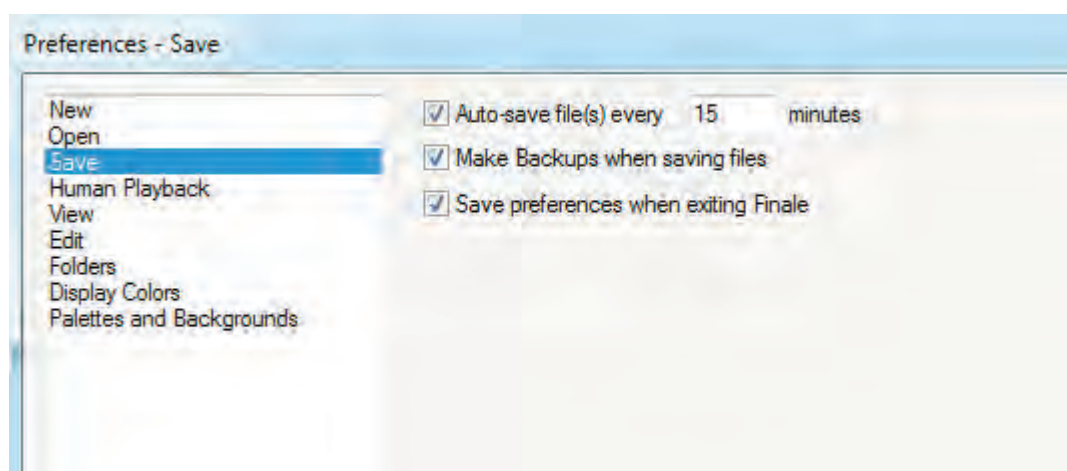 Preferences - Save
New
Open
Save
Human Playback
View
Edit
Folders
Display Colors
Palettes and Backgrounds
Auto-save file(s) every 15 minutes
Make Backups when saving files
Save preferences when exiting Finale